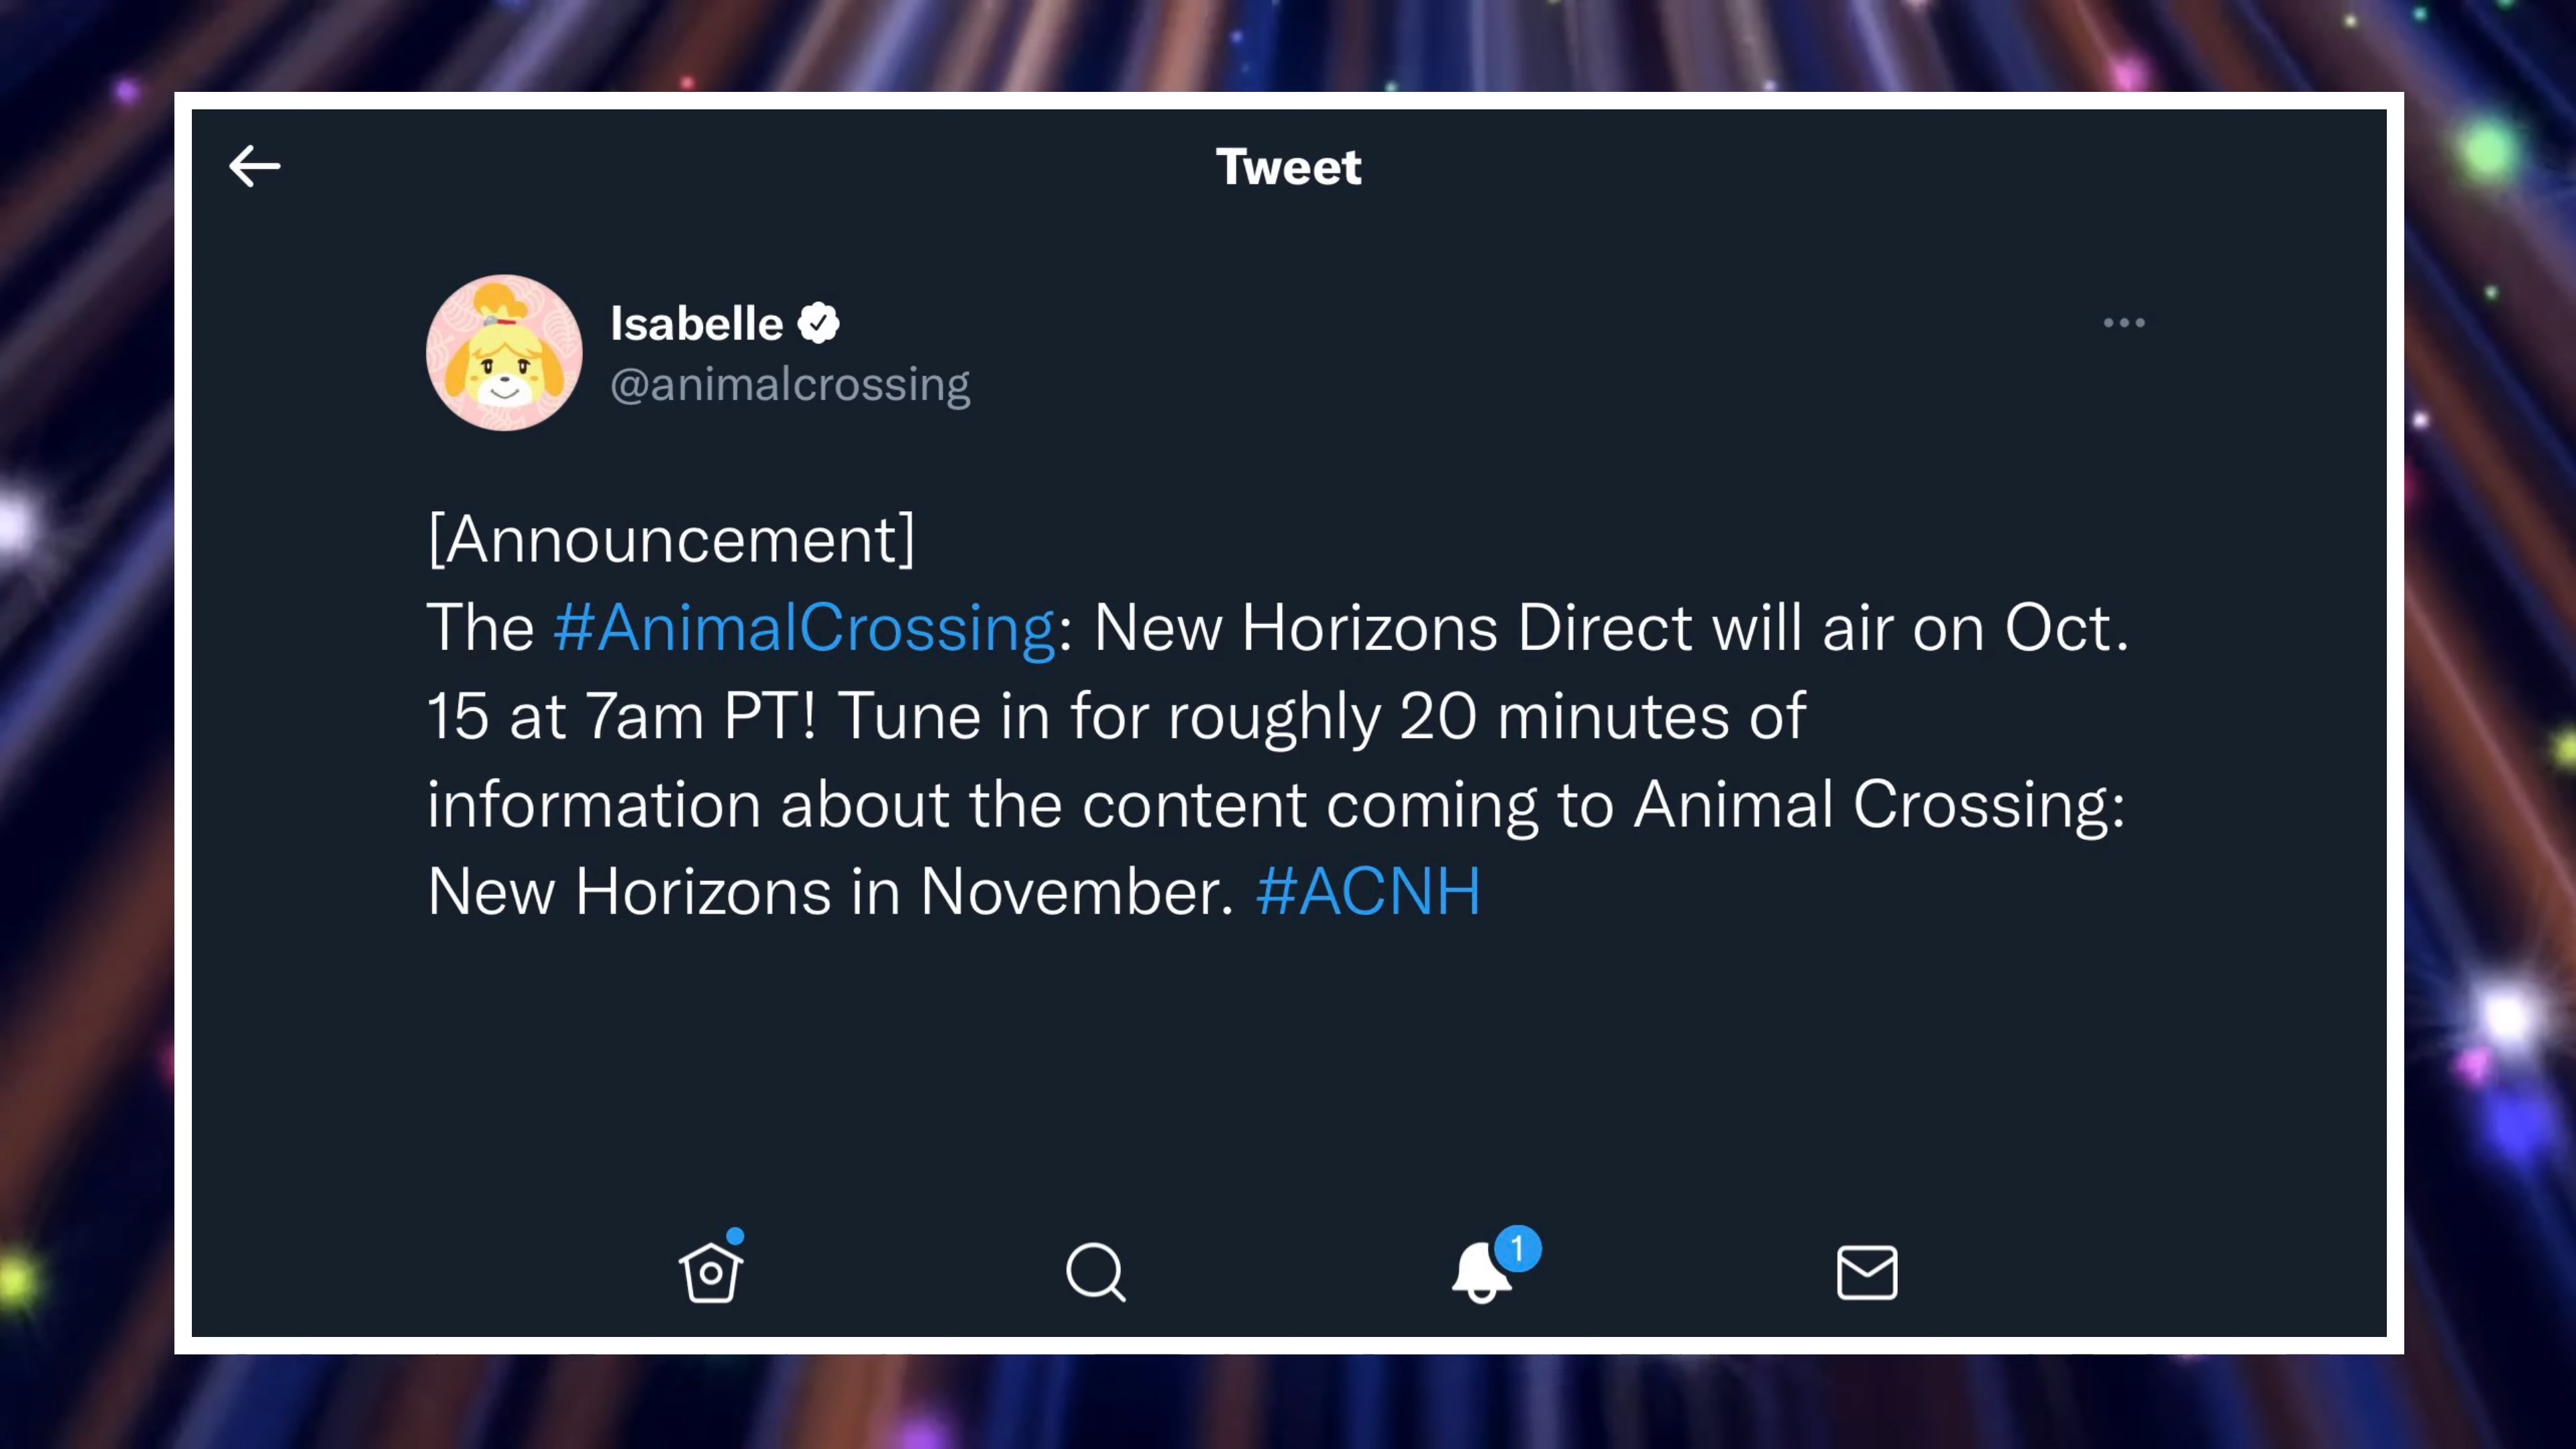 Tweet
Isabelle
@animalcrossing
[Announcement]
The #AnimalCrossing: New Horizons Direct will air on Oct.
15 at 7am PT! Tune in for roughly 20 minutes of
information about the content coming to Animal Crossing:
New Horizons in November. #ACNH
1